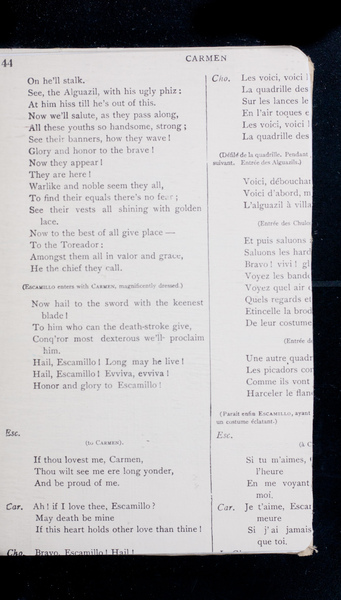 44
CARMEN
On he'll stalk.
See, the Alguazil, with his ugly phiz:
At him hiss till he's out of this.
Now we'll salute, as they pass along,
All these youths so handsome, strong;
See their banners, how they wave!
Glory and honor to the brave!
Now they appear!
They are here!
Warlike and noble seem they all,
To find their equals there's no fear;
See their vests all shining with golden
lace.
Now to the best of all give place —
To the Toreador:
Amongst them all in valor and grace,
He the chief they call.
(ESCAMILLO enters with CARMEN, magnificently dressed.)
Now hail to the sword with the keenest
blade!
To him who can the death-stroke give,
Conq'ror most dexterous we'll proclaim
him.
Hail, Escamillo! Long may he live!
Hail, Escamillo! Evviva, evviva!
Honor and glory to Escamillo!
Esc.
(to CARMEN).
If thou lovest me, Carmen,
Thou wilt see me ere long yonder,
And be proud of me.
Car. Ah! if I love thee, Escamillo?
May death be mine
If this heart holds other love than thine!
Cho. Bravo, Escamillo! Hail!
Cho. Les voici, voici l
La quadrille des
Sur les lances le
En l'air toques e
Les voici, voici l
La quadrille des
(Défilé de la quadrille. Pendant
suivant. Entrée des Alguazils.)
Voici, débouchan
Voici d'abord, m
L'alguazil à vila
(Entrée des Chulo
Et puis saluons
Saluons les hard
Bravo! vivi! gl
Voyez les bande
Voyez quel air
Quels regards et
Etincelle la brod
De leur costume
(Entrée de
Une autre quadr
Les picadors con
Comme ils vont
Harceler le flan
(Parait enfin ESCAMILLO, ayant
un costume éclatant.)
Esc.
(à C
Si tu m'aimes,
l'heure
En me voyant
moi.
Car. Je t'aime, Escam
meure
Si j'ai jamais
que toi.